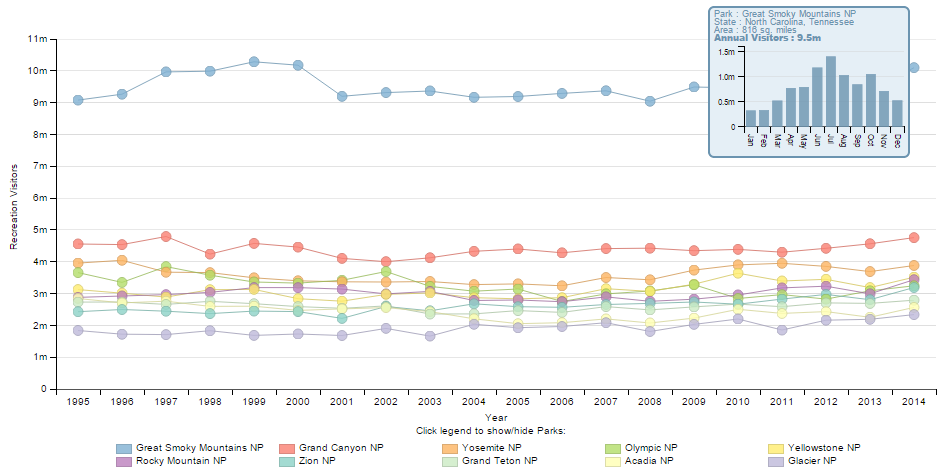 Park : Great Smoky Mountains NP
State : North Carolina, Tennessee
Area : 816 sq. miles
Annual Visitors : 9.5m
1.5m
1.0m
0.5m
0
Jan Feb Mar Apr May Jun Jul Aug Sep Oct Nov Dec
11m
10m
9m
8m
7m
6m
5m
4m
3m
2m
1m
0
Recreation Visitors
1995 1996 1997 1998 1999 2000 2001 2002 2003 2004 2005 2006 2007 2008 2009 2010 2011 2012 2013 2014
Year
Click legend to show/hide Parks:
Great Smoky Mountains NP Grand Canyon NP Yosemite NP Olympic NP Yellowstone NP
Rocky Mountain NP Zion NP Grand Teton NP Acadia NP Glacier NP